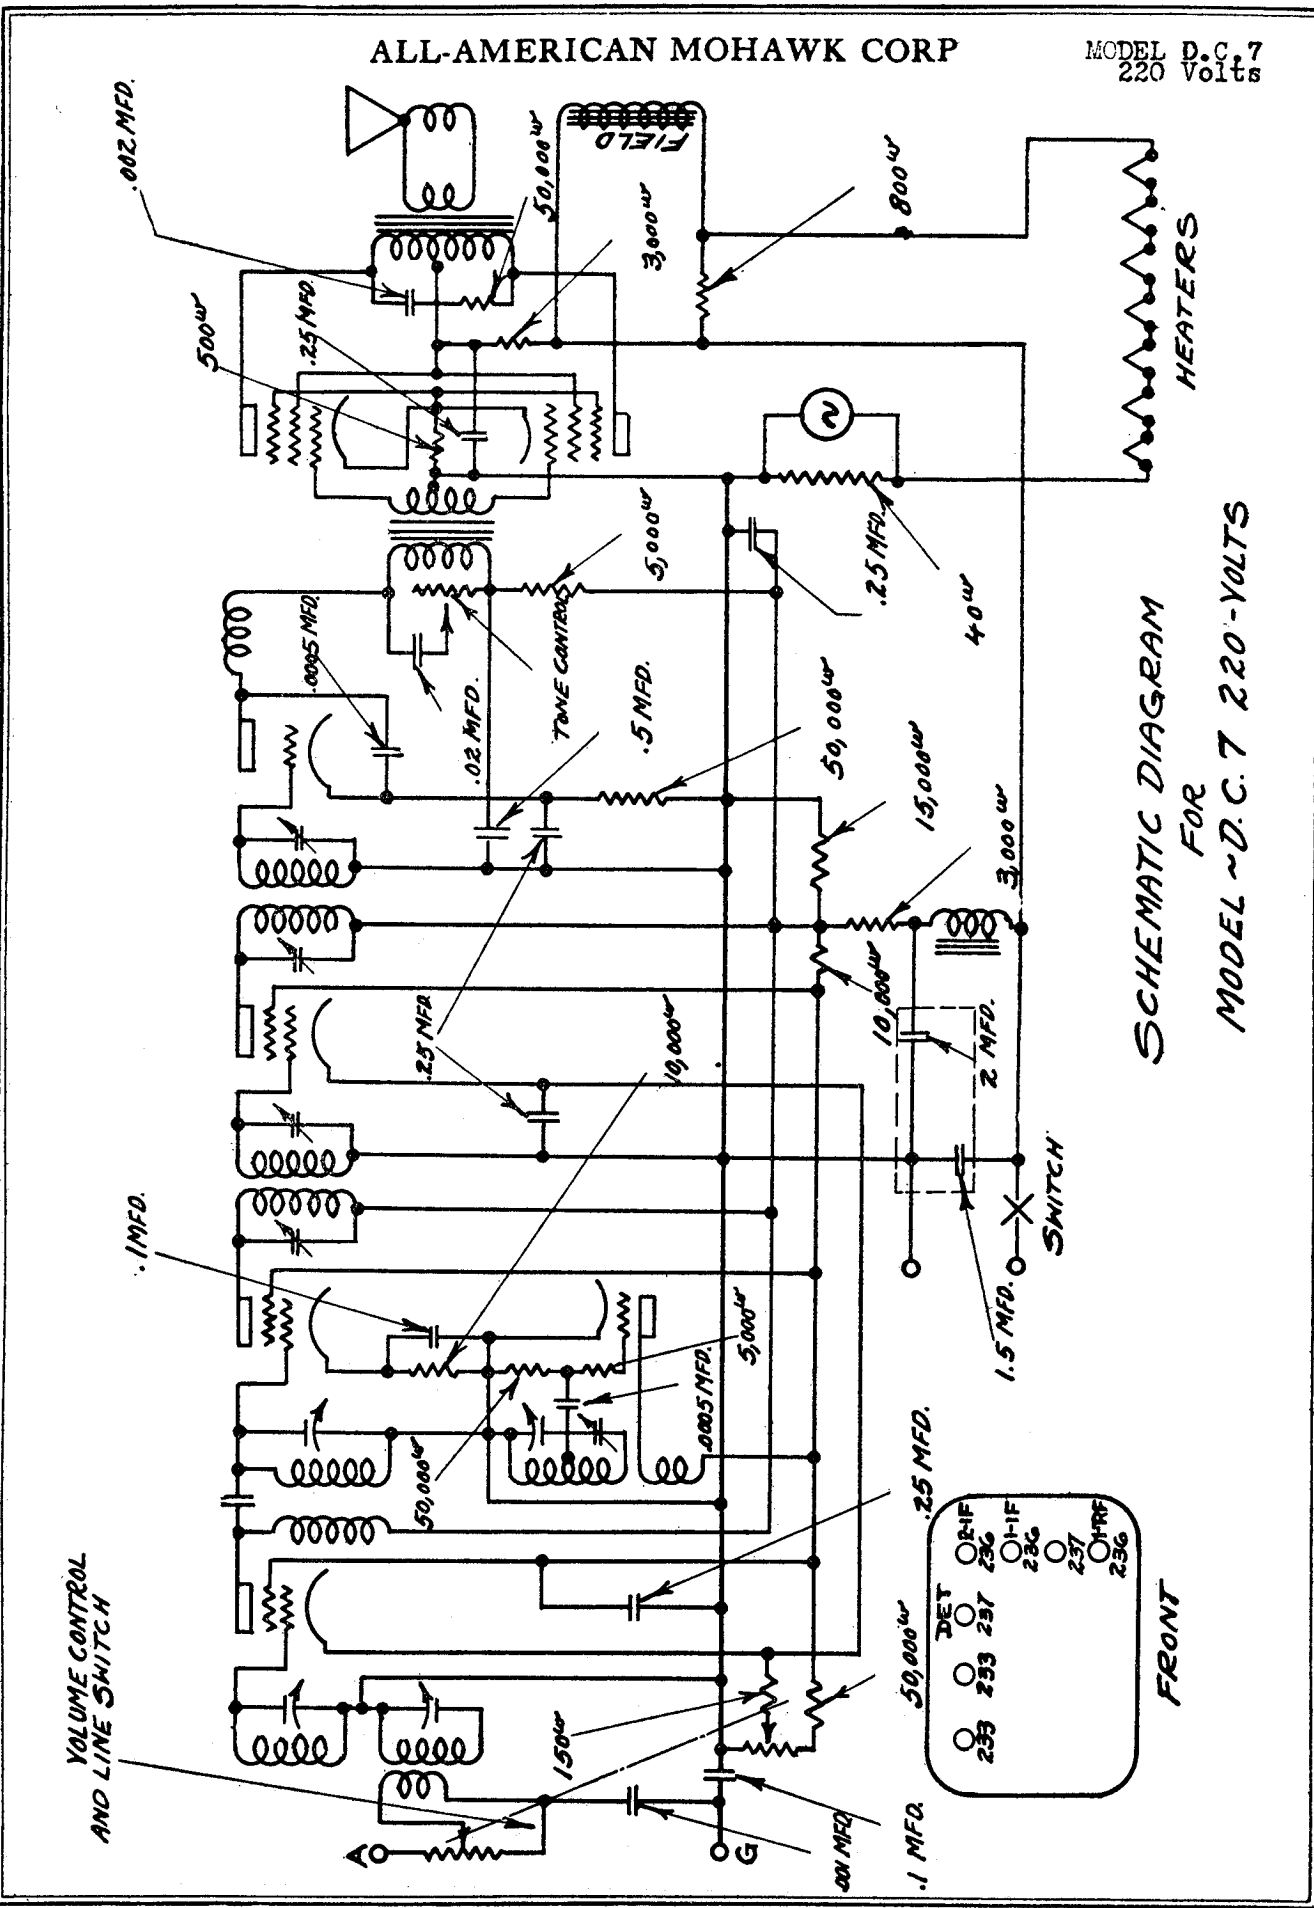 ALL-AMERICAN MOHAWK CORP
MODEL D.C.7
220 Volts
.002 MFD.
50,000ω
FIELD
3,000ω
800ω
HEATERS
500ω
.25 MFD.
5,000ω
.25 MFD.
40ω
.0005 MFD.
.02 MFD.
TONE CONTROL
.5 MFD.
50,000ω
15,000ω
3,000ω
.25 MFD.
10,000ω
10,000ω
2 MFD.
SWITCH
1.5 MFD.
.1 MFD.
50,000ω
.0005 MFD.
5,000ω
.25 MFD.
VOLUME CONTROL
AND LINE SWITCH
150ω
50,000ω
A
G
.001 MFD
.1 MFD.
SCHEMATIC DIAGRAM
FOR
MODEL ~ D.C.7 220-VOLTS
DET
2-IF
236
1-IF
236
237
1-RF
236
237
233
233
FRONT